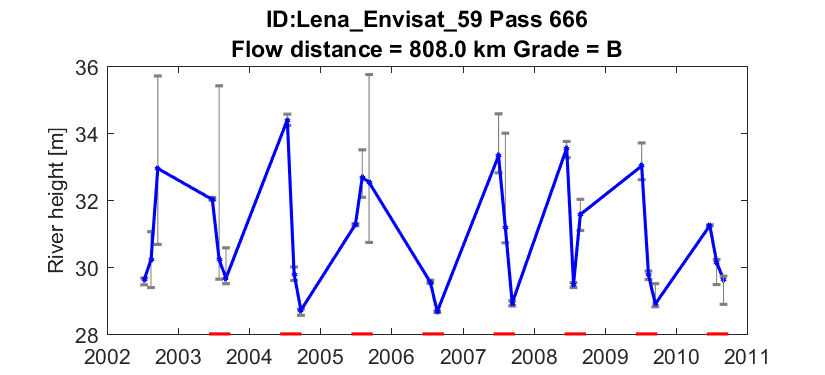 ID:Lena_Envisat_59 Pass 666
Flow distance = 808.0 km Grade = B
River height [m]
36
34
32
30
28
2002 2003 2004 2005 2006 2007 2008 2009 2010 2011